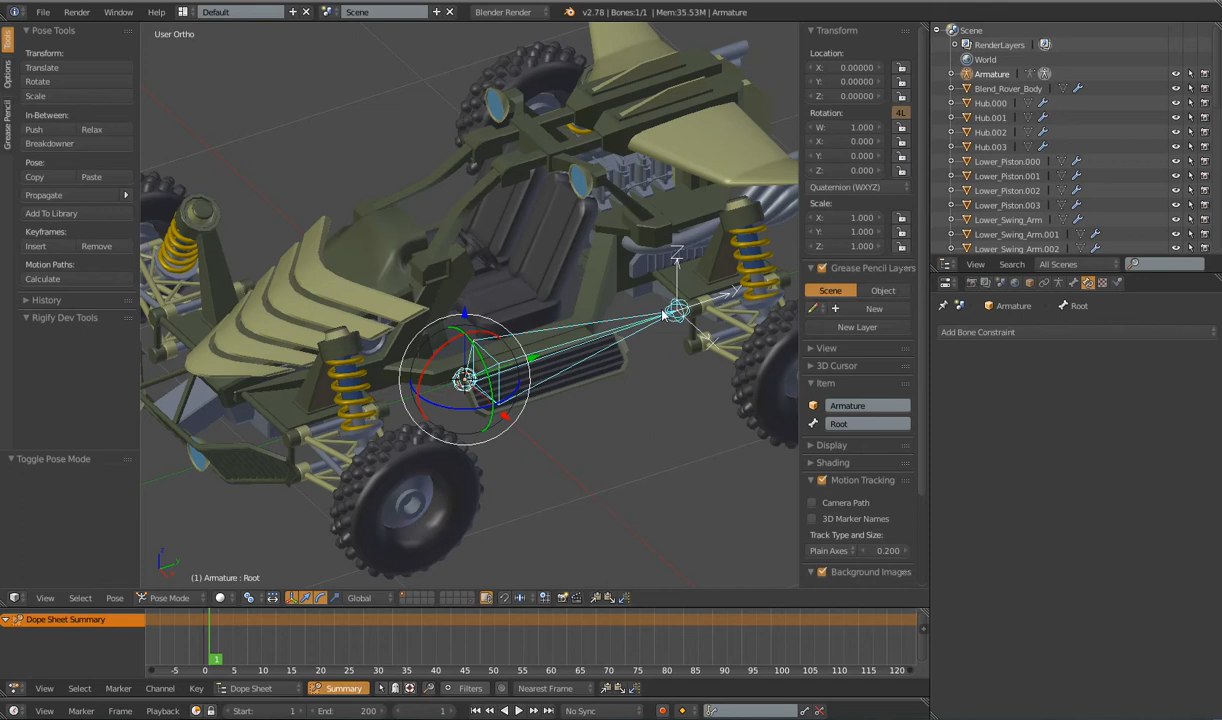 File Render Window Help Default Scene Blender Render v2.78 | Bones:1/1 | Mem:35.53M | Armature
Tools
Options
Grease Pencil
Pose Tools
Transform:
Translate
Rotate
Scale
In-Between:
Push Relax
Breakdowner
Pose:
Copy Paste
Propagate
Add To Library
Keyframes:
Insert Remove
Motion Paths:
Calculate
History
Rigify Dev Tools
Toggle Pose Mode
User Ortho
Z
(1) Armature : Root
Transform
Location:
X: 0.00000
Y: 0.00000
Z: 0.00000
Rotation: 4L
W: 1.000
X: 0.000
Y: 0.000
Z: 0.000
Quaternion (WXYZ)
Scale:
X: 1.000
Y: 1.000
Z: 1.000
Grease Pencil Layers
Scene Object
New
New Layer
View
3D Cursor
Item
Armature
Root
Display
Shading
Motion Tracking
Camera Path
3D Marker Names
Track Type and Size:
Plain Axes 0.200
Background Images
Scene
RenderLayers
World
Armature
Blend_Rover_Body
Hub.000
Hub.001
Hub.002
Hub.003
Lower_Piston.000
Lower_Piston.001
Lower_Piston.002
Lower_Piston.003
Lower_Swing_Arm
Lower_Swing_Arm.001
Lower_Swing_Arm.002
View Search All Scenes
Armature Root
Add Bone Constraint
View Select Pose Pose Mode Global
Dope Sheet Summary
1
-5 0 5 10 15 20 25 30 35 40 45 50 55 60 65 70 75 80 85 90 95 100 105 110 115 120
View Select Marker Channel Key Dope Sheet Summary Filters Nearest Frame
View Marker Frame Playback Start: 1 End: 200 1 No Sync